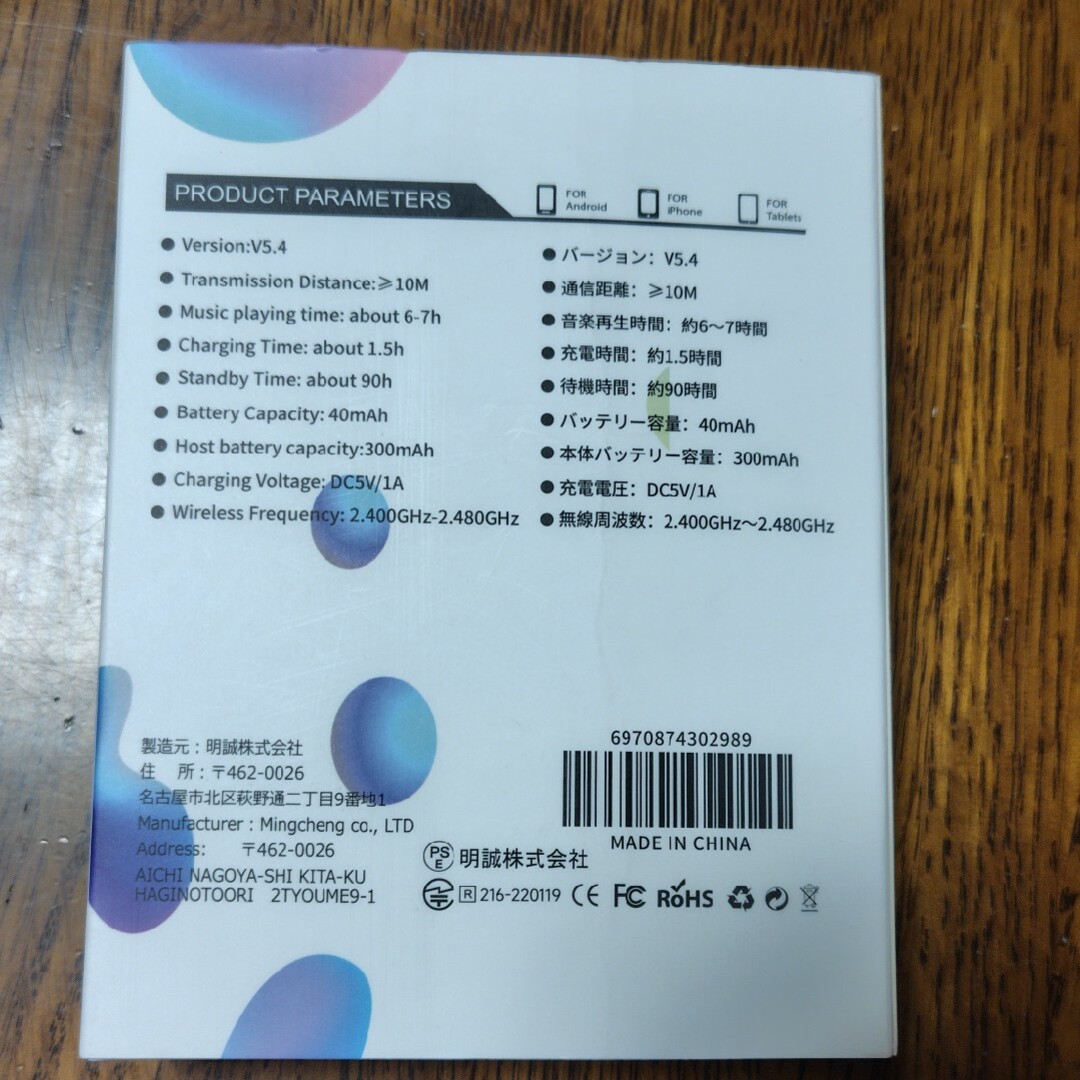 PRODUCT PARAMETERS
FOR Android
FOR iPhone
FOR Tablets
● Version:V5.4
● Transmission Distance:≥10M
● Music playing time: about 6-7h
● Charging Time: about 1.5h
● Standby Time: about 90h
● Battery Capacity: 40mAh
● Host battery capacity:300mAh
● Charging Voltage: DC5V/1A
● Wireless Frequency: 2.400GHz-2.480GHz
● バージョン：V5.4
● 通信距離：≥10M
● 音楽再生時間：約6～7時間
● 充電時間：約1.5時間
● 待機時間：約90時間
● バッテリー容量：40mAh
● 本体バッテリー容量：300mAh
● 充電電圧：DC5V/1A
● 無線周波数：2.400GHz～2.480GHz
製造元：明誠株式会社
住　所：〒462-0026
名古屋市北区萩野通二丁目9番地1
Manufacturer : Mingcheng co., LTD
Address: 〒462-0026
AICHI NAGOYA-SHI KITA-KU
HAGINOTOORI 2TYOUME9-1
6970874302989
MADE IN CHINA
PSE 明誠株式会社
R 216-220119 CE FC RoHS